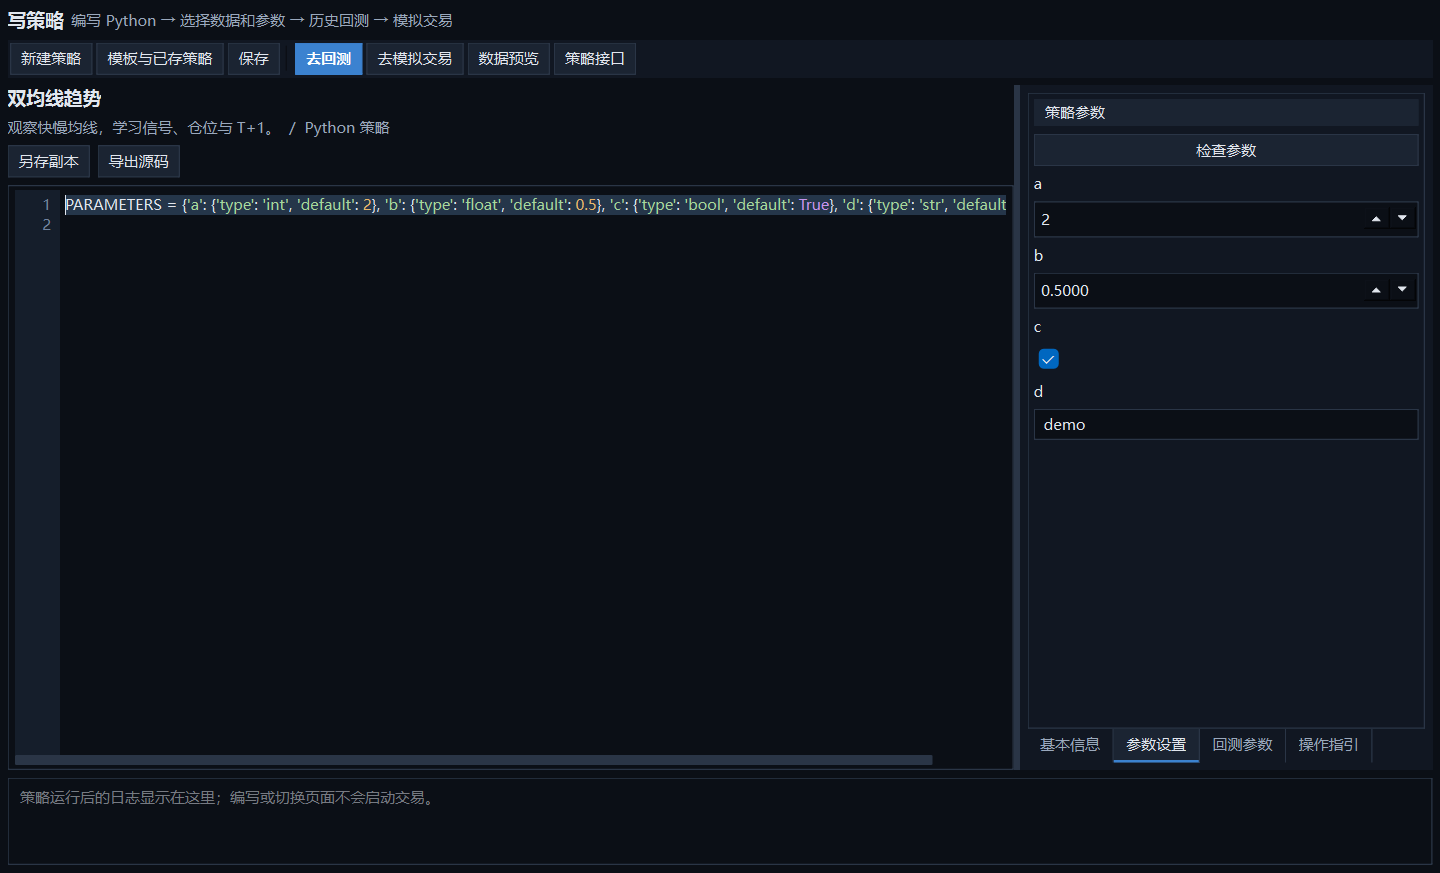 写策略 编写 Python → 选择数据和参数 → 历史回测 → 模拟交易
新建策略 模板与已存策略 保存 去回测 去模拟交易 数据预览 策略接口
双均线趋势
观察快慢均线，学习信号、仓位与 T+1。 / Python 策略
另存副本 导出源码
1 PARAMETERS = {'a': {'type': 'int', 'default': 2}, 'b': {'type': 'float', 'default': 0.5}, 'c': {'type': 'bool', 'default': True}, 'd': {'type': 'str', 'default
2
策略参数
检查参数
a
2
b
0.5000
c
d
demo
基本信息 参数设置 回测参数 操作指引
策略运行后的日志显示在这里；编写或切换页面不会启动交易。